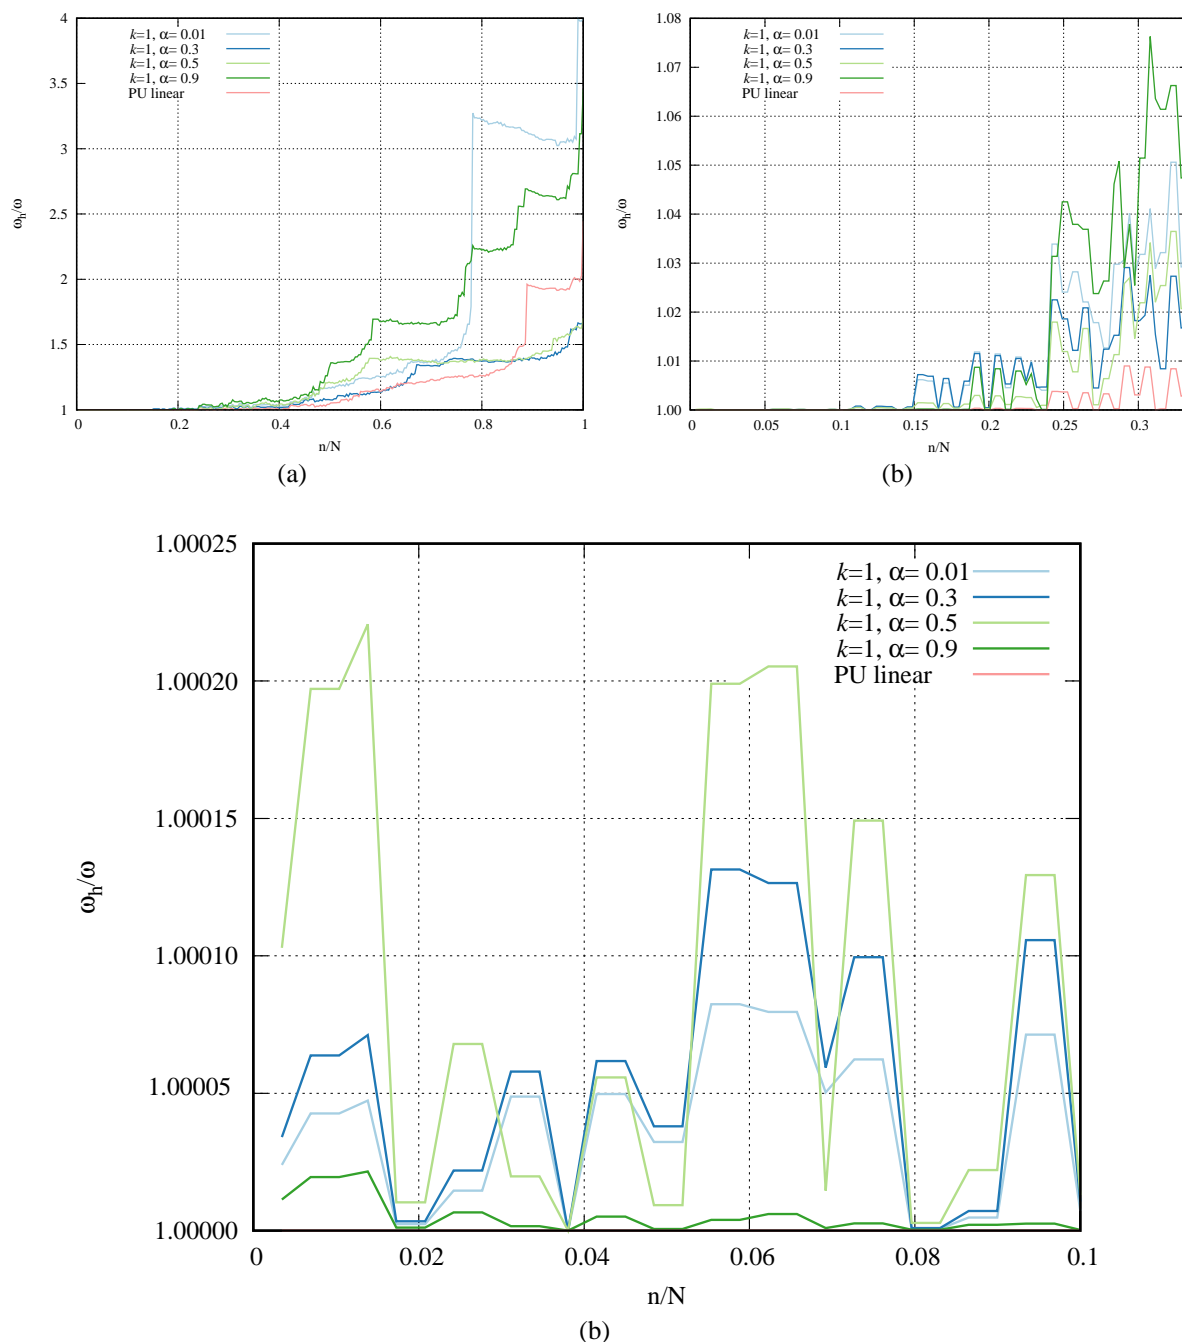 4
3.5
3
2.5
2
1.5
1
0
0.2
0.4
0.6
0.8
1
ω_h/ω
n/N
k=1, α= 0.01
k=1, α= 0.3
k=1, α= 0.5
k=1, α= 0.9
PU linear
(a)
1.08
1.07
1.06
1.05
1.04
1.03
1.02
1.01
1.00
0
0.05
0.1
0.15
0.2
0.25
0.3
ω_h/ω
n/N
k=1, α= 0.01
k=1, α= 0.3
k=1, α= 0.5
k=1, α= 0.9
PU linear
(b)
1.00025
1.00020
1.00015
1.00010
1.00005
1.00000
0
0.02
0.04
0.06
0.08
0.1
ω_h/ω
n/N
k=1, α= 0.01
k=1, α= 0.3
k=1, α= 0.5
k=1, α= 0.9
PU linear
(b)